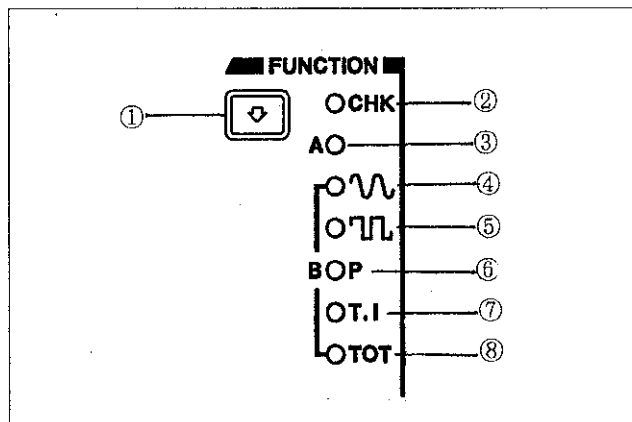 FUNCTION
① CHK ②
A ③
④
⑤
B P ⑥
T.I ⑦
TOT ⑧